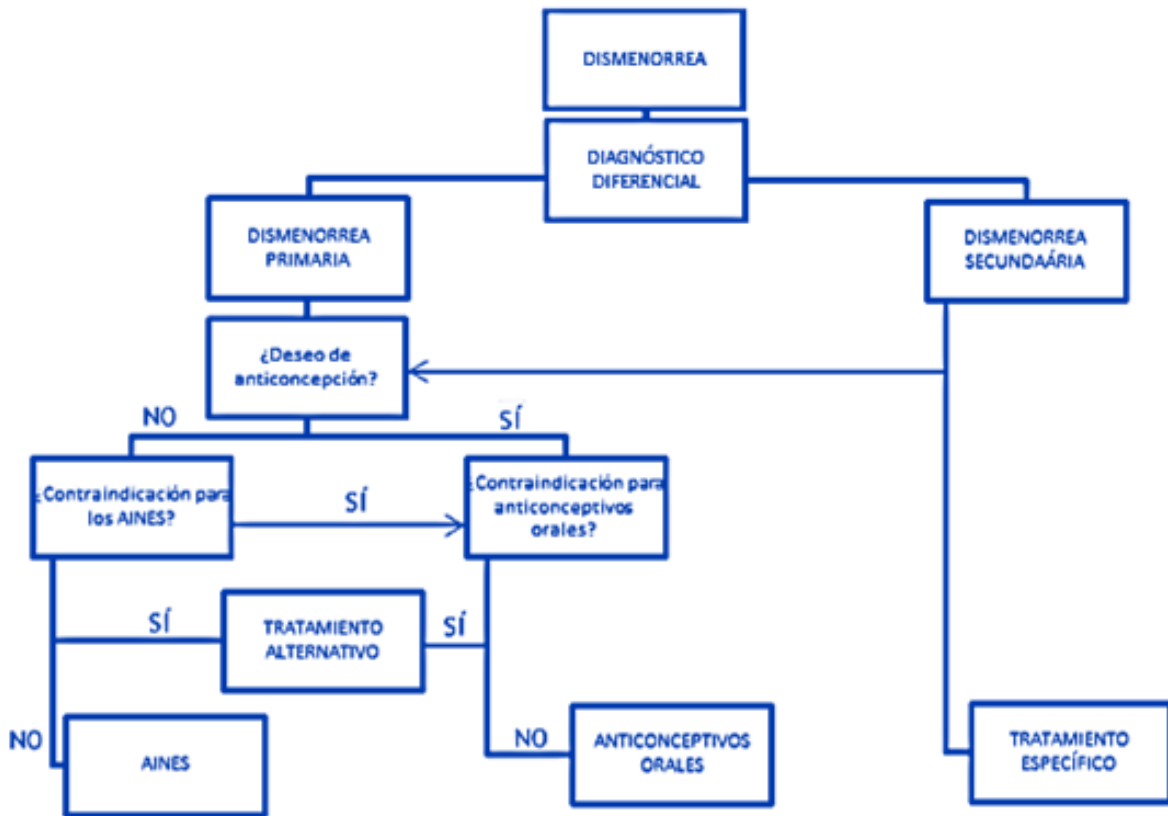 DISMENORREA
DIAGNÓSTICO
DIFERENCIAL
DISMENORREA
PRIMARIA
DISMENORREA
SECUNDAÁRIA
¿Deseo de
anticoncepción?
NO
SÍ
¿Contraindicación para
los AINES?
SÍ
¿Contraindicación para
anticonceptivos
orales?
SÍ
TRATAMIENTO
ALTERNATIVO
SÍ
NO
AINES
NO
ANTICONCEPTIVOS
ORALES
TRATAMIENTO
ESPECÍFICO